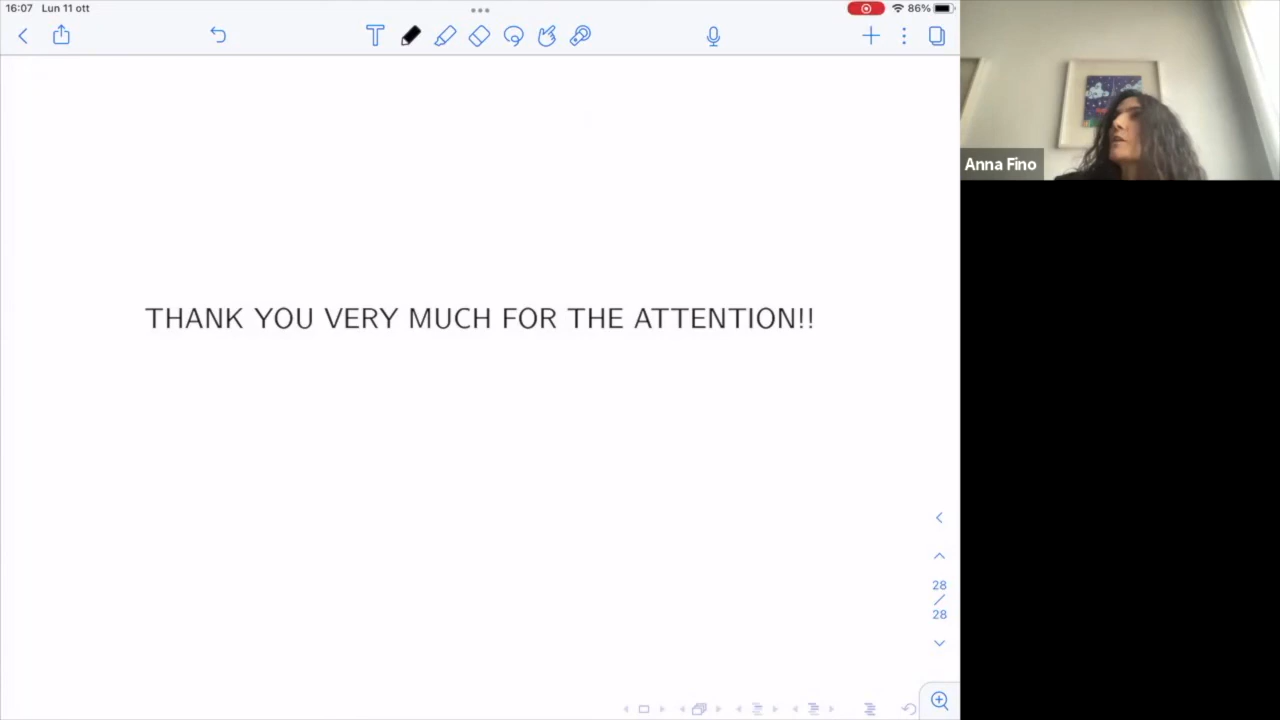 16:07 Lun 11 ott
86%
T
THANK YOU VERY MUCH FOR THE ATTENTION!!
28
28
Anna Fino